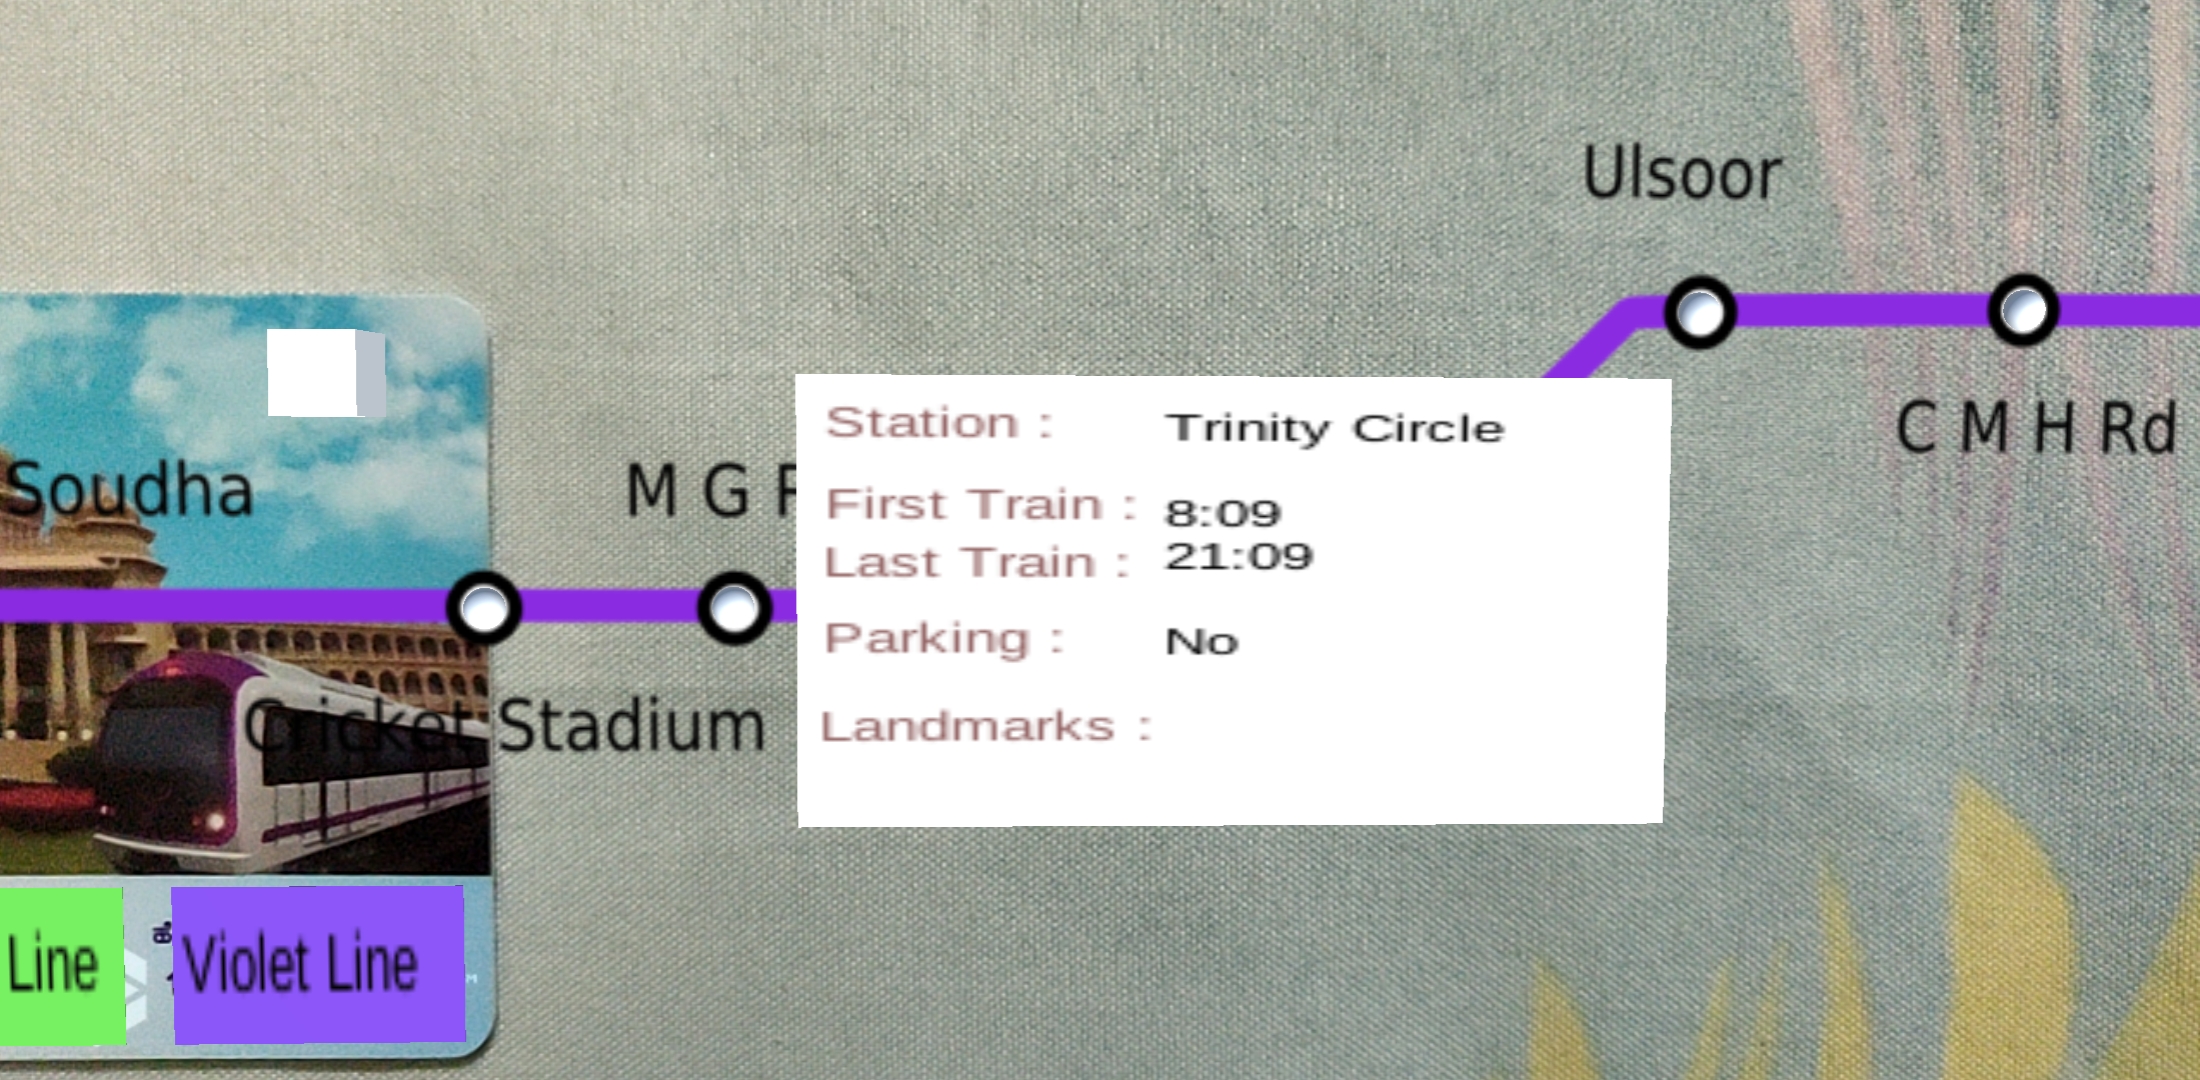 Ulsoor
C M H Rd
Soudha
M G
Cricket Stadium
Station : Trinity Circle
First Train : 8:09
Last Train : 21:09
Parking : No
Landmarks :
Line
Violet Line